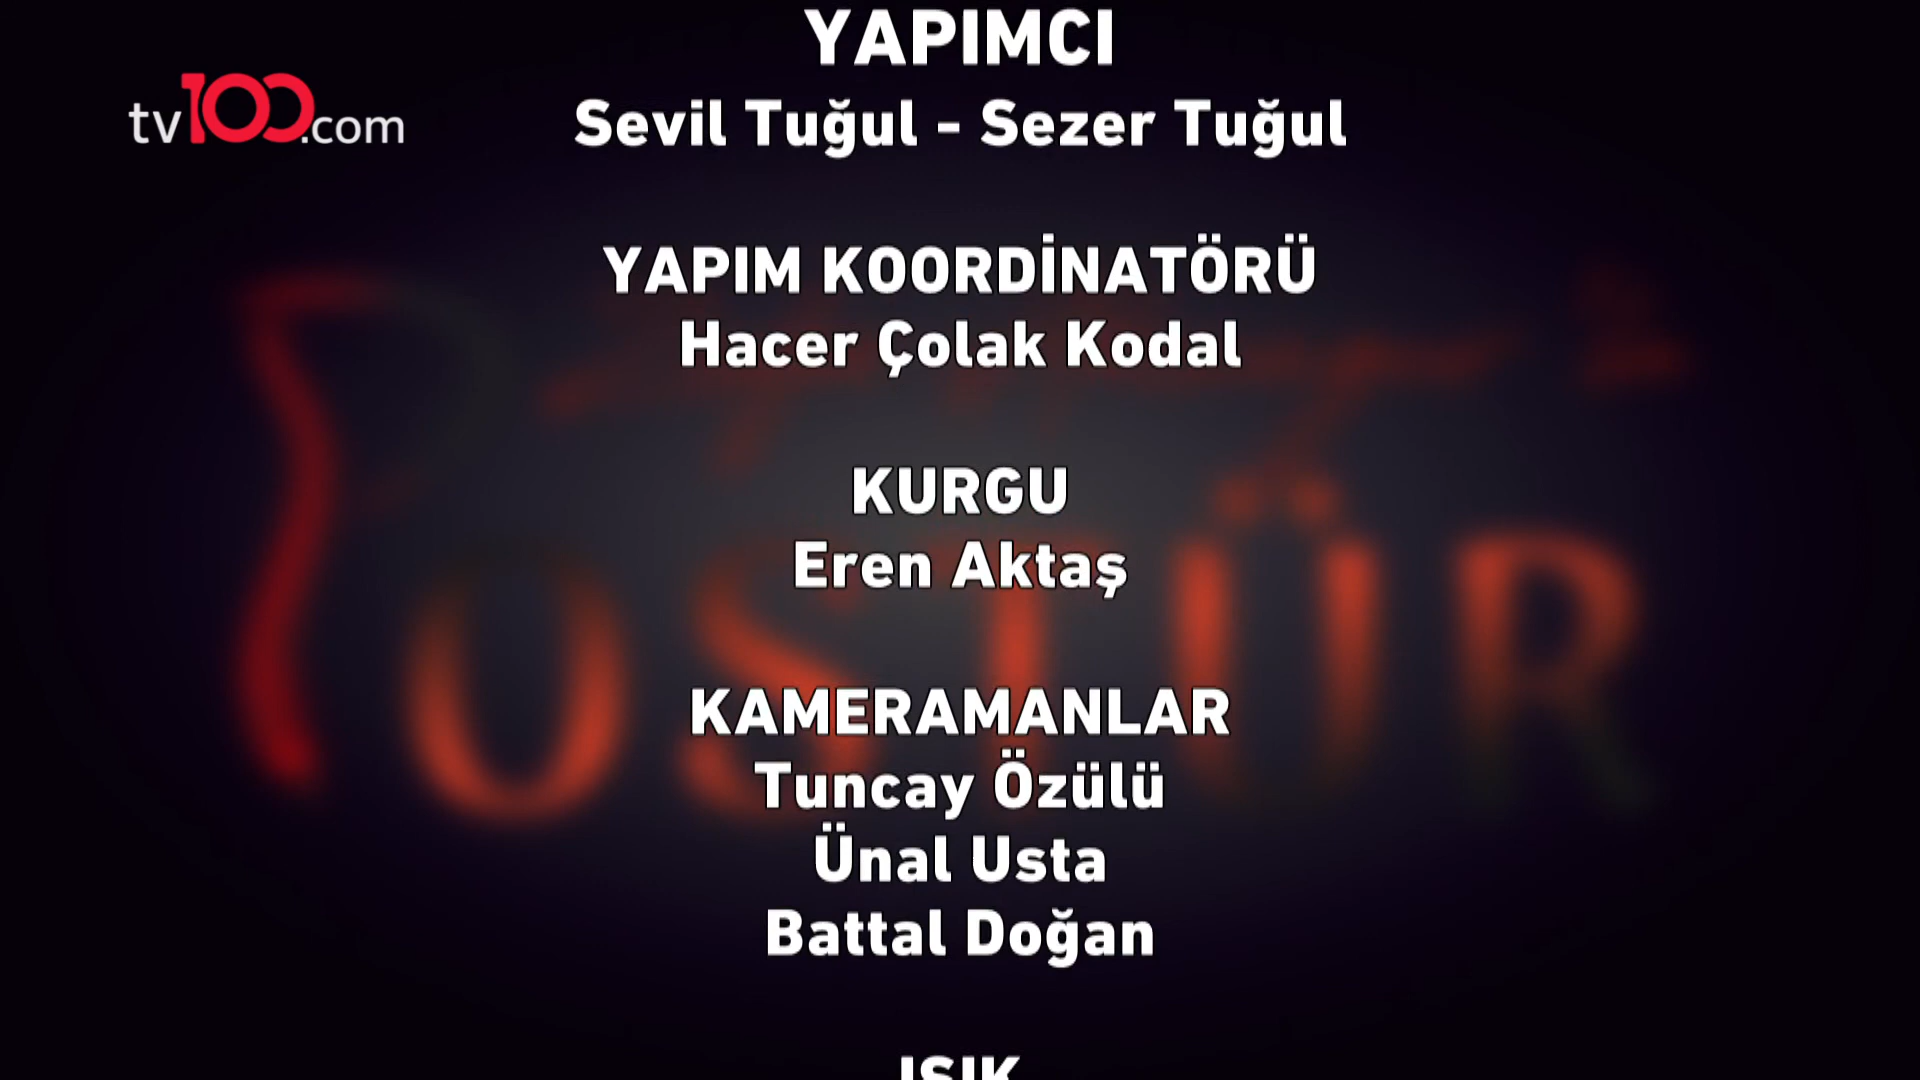 YAPIMCI
tv100.com
Sevil Tuğul - Sezer Tuğul
YAPIM KOORDİNATÖRÜ
Hacer Çolak Kodal
KURGU
Eren Aktaş
KAMERAMANLAR
Tuncay Özülü
Ünal Usta
Battal Doğan
IŞIK